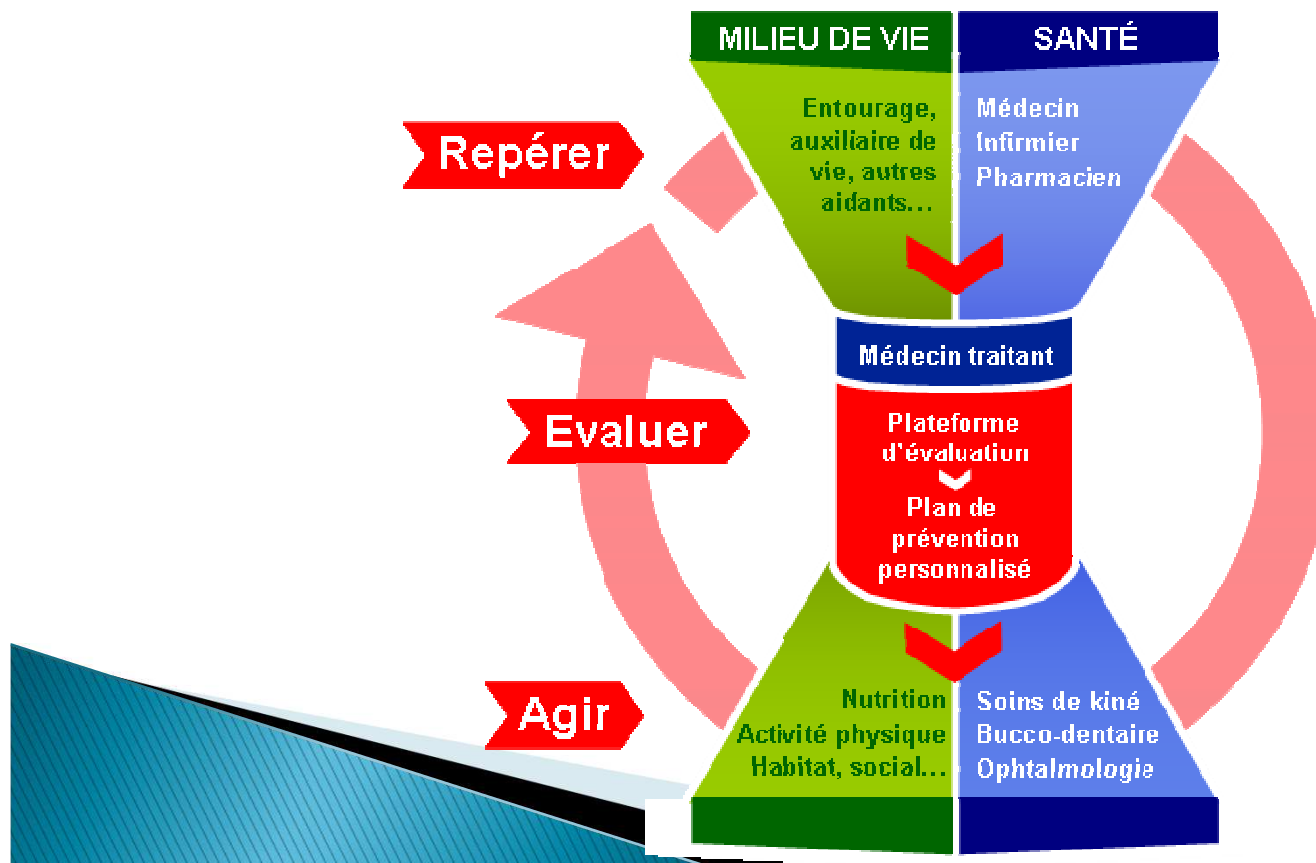 MILIEU DE VIE
SANTÉ
Repérer
Entourage,
auxiliaire de
vie, autres
aidants...
Médecin
Infirmier
Pharmacien
Médecin traitant
Evaluer
Plateforme
d'évaluation
Plan de
prévention
personnalisé
Agir
Nutrition
Activité physique
Habitat, social...
Soins de kiné
Bucco-dentaire
Ophtalmologie